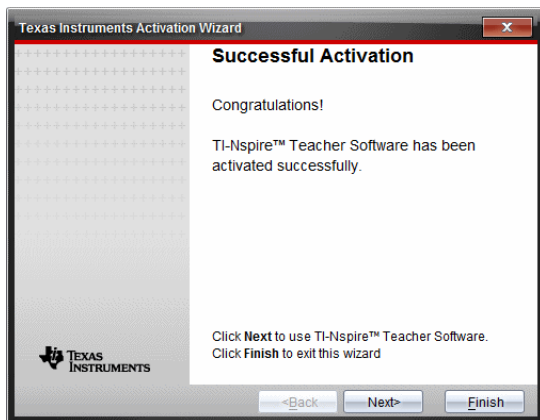 Texas Instruments Activation Wizard
Successful Activation
Congratulations!
TI-Nspire™ Teacher Software has been
activated successfully.
Click Next to use TI-Nspire™ Teacher Software.
Click Finish to exit this wizard
TEXAS
INSTRUMENTS
<Back Next> Finish